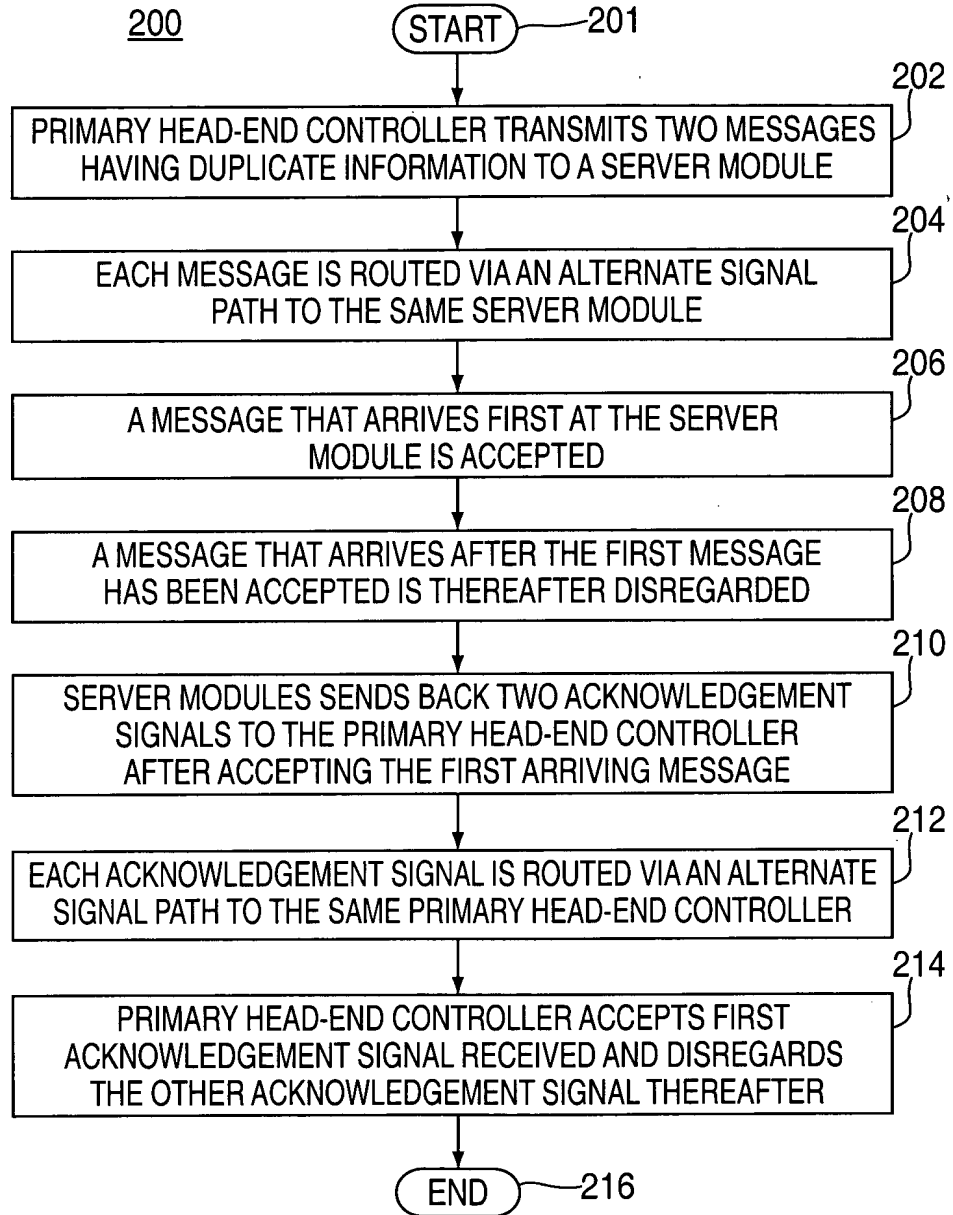 200
START
201
202
PRIMARY HEAD-END CONTROLLER TRANSMITS TWO MESSAGES
HAVING DUPLICATE INFORMATION TO A SERVER MODULE
204
EACH MESSAGE IS ROUTED VIA AN ALTERNATE SIGNAL
PATH TO THE SAME SERVER MODULE
206
A MESSAGE THAT ARRIVES FIRST AT THE SERVER
MODULE IS ACCEPTED
208
A MESSAGE THAT ARRIVES AFTER THE FIRST MESSAGE
HAS BEEN ACCEPTED IS THEREAFTER DISREGARDED
210
SERVER MODULES SENDS BACK TWO ACKNOWLEDGEMENT
SIGNALS TO THE PRIMARY HEAD-END CONTROLLER
AFTER ACCEPTING THE FIRST ARRIVING MESSAGE
212
EACH ACKNOWLEDGEMENT SIGNAL IS ROUTED VIA AN ALTERNATE
SIGNAL PATH TO THE SAME PRIMARY HEAD-END CONTROLLER
214
PRIMARY HEAD-END CONTROLLER ACCEPTS FIRST
ACKNOWLEDGEMENT SIGNAL RECEIVED AND DISREGARDS
THE OTHER ACKNOWLEDGEMENT SIGNAL THEREAFTER
END
216